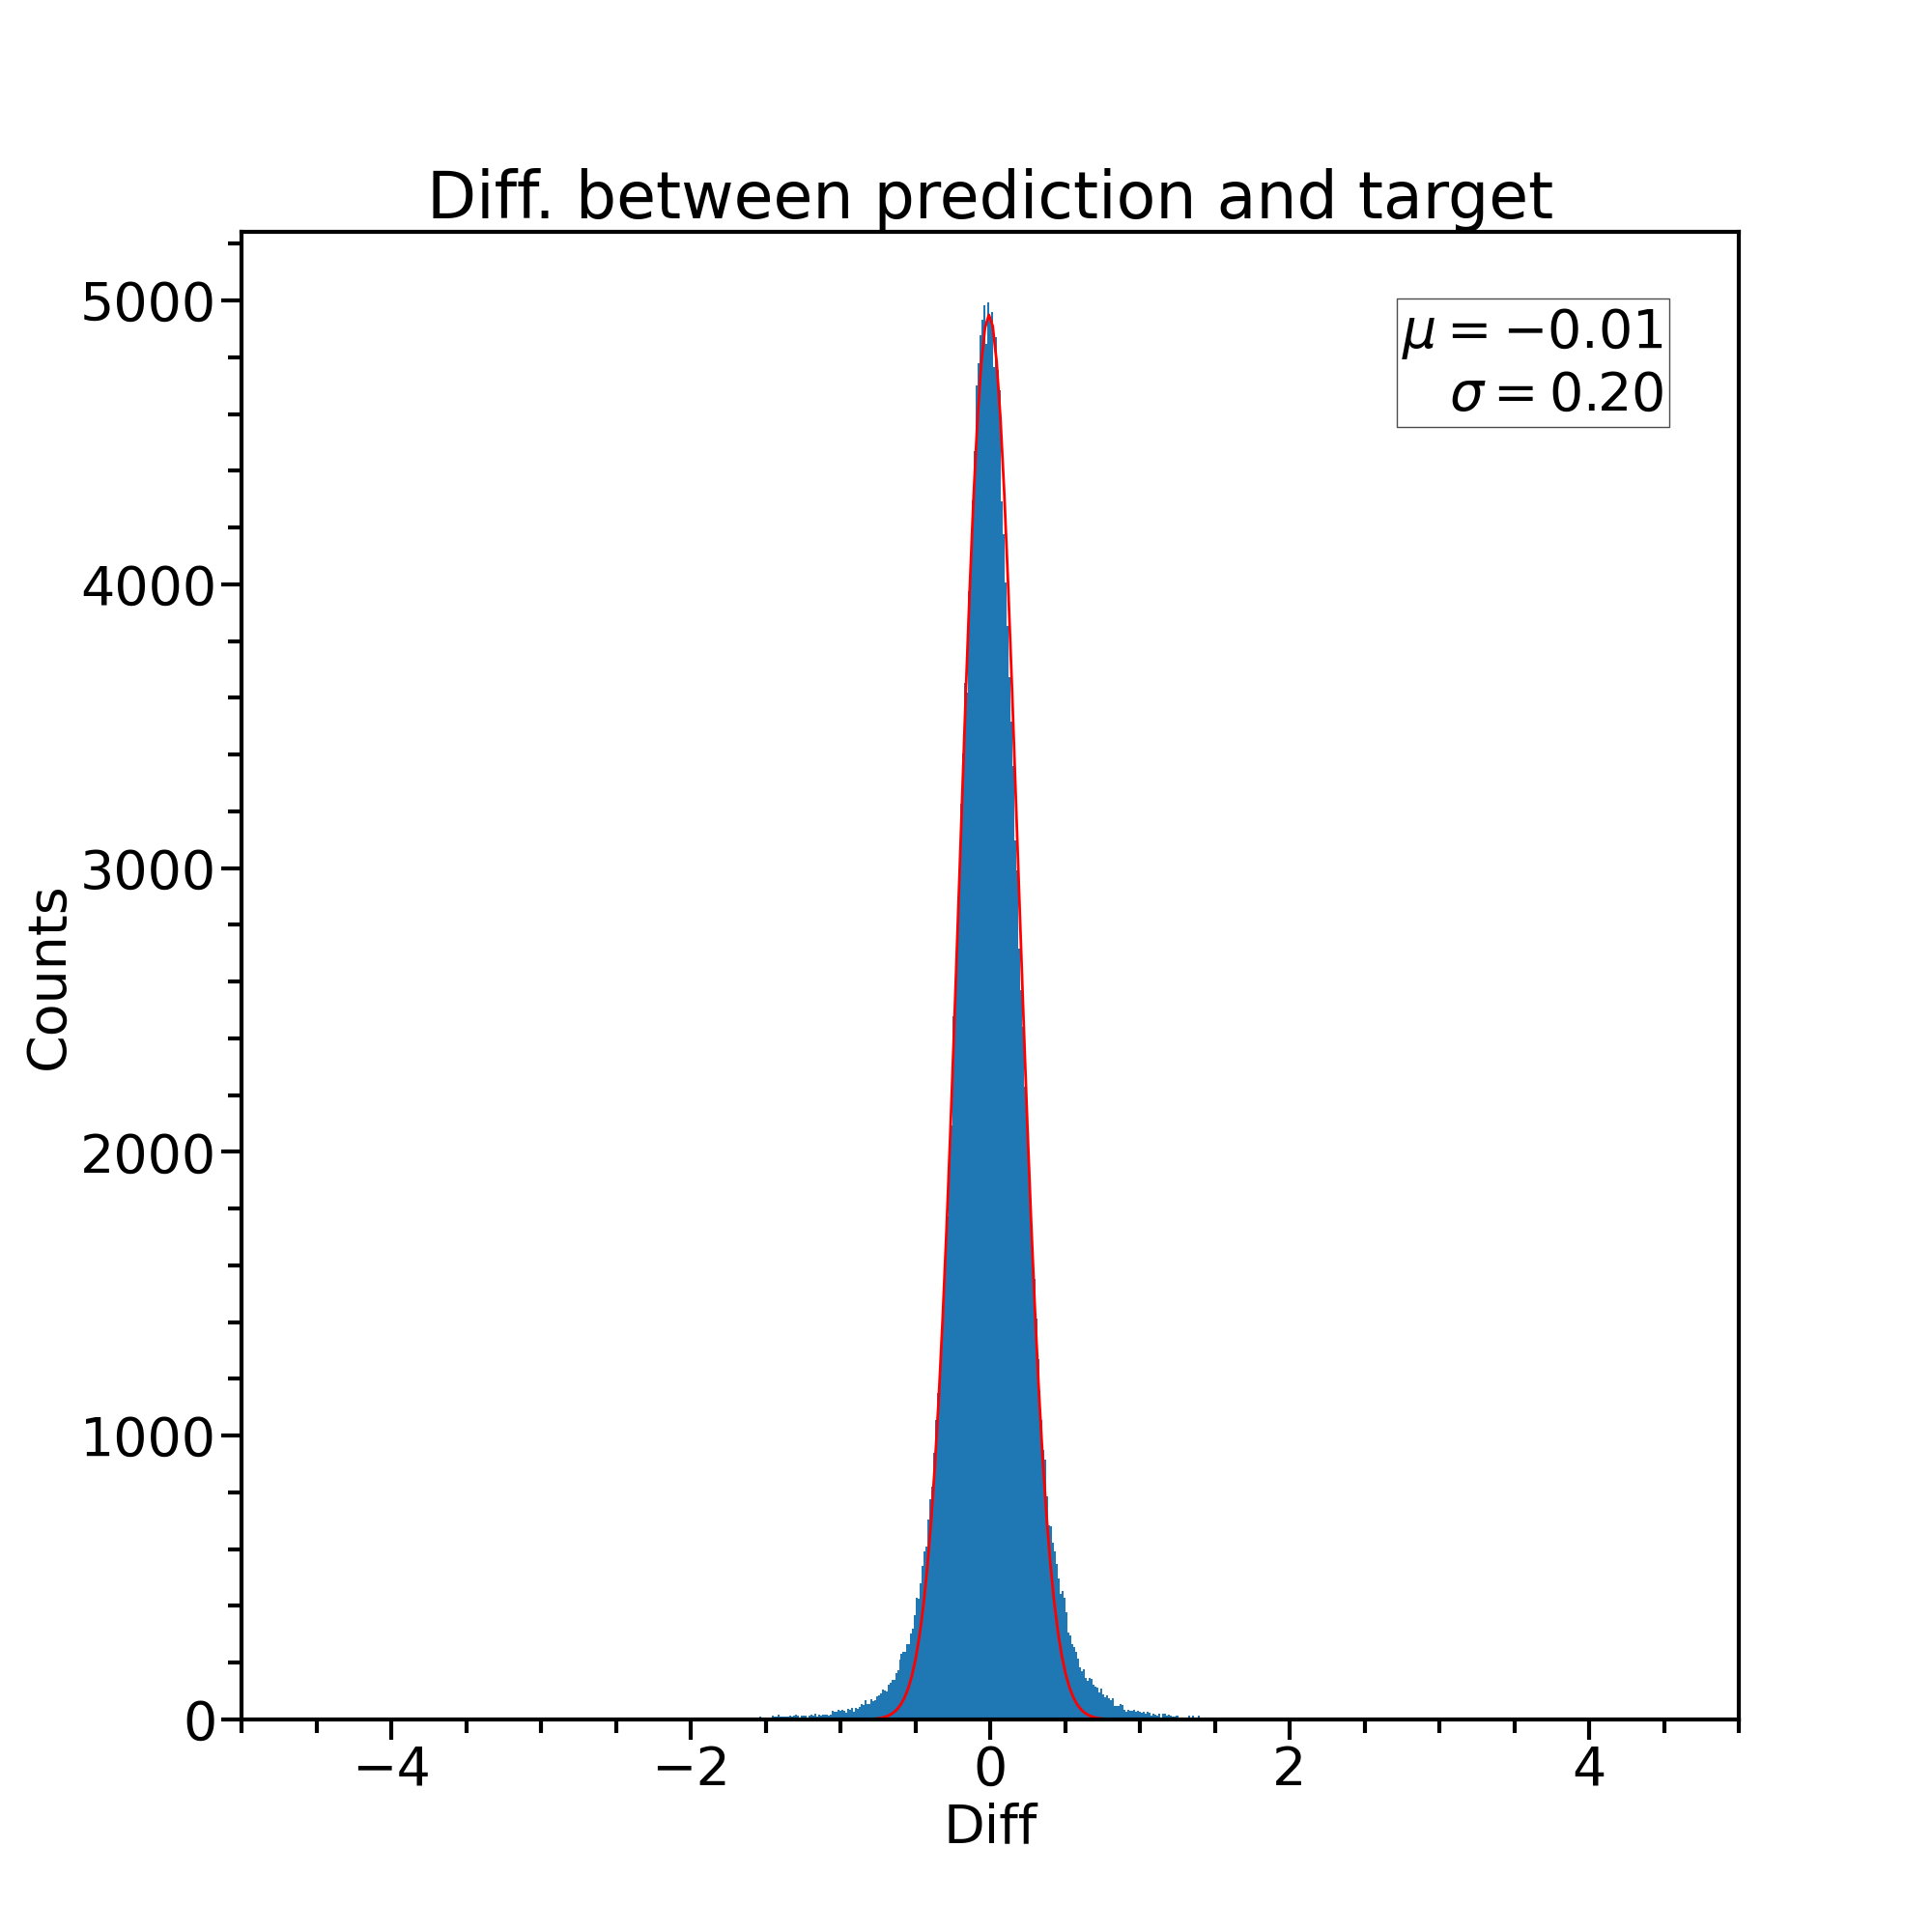 Diff. between prediction and target
μ = −0.01
σ = 0.20
5000
4000
3000
2000
1000
0
Counts
−4 −2 0 2 4
Diff